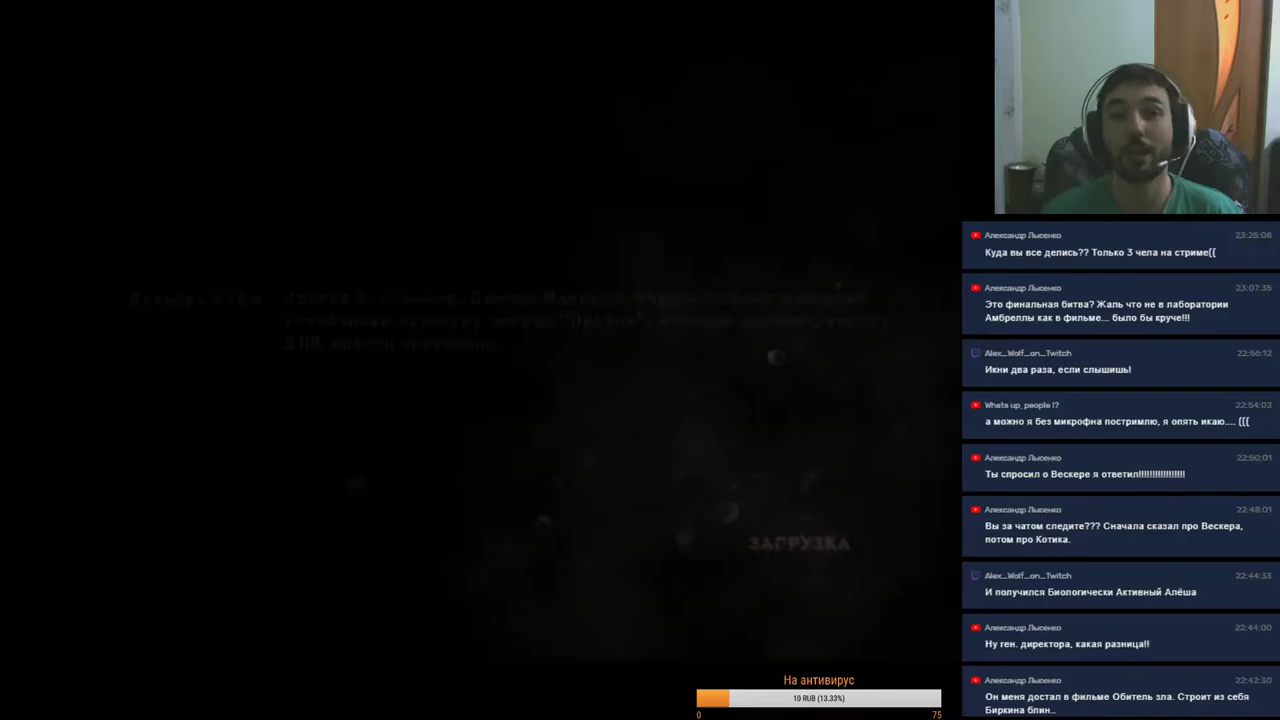 ДНК
ЗАГРУЗКА
Александр Лысенко 23:25:08
Куда вы все делись?? Только 3 чела на стриме((
Александр Лысенко 23:07:35
Это финальная битва? Жаль что не в лаборатории
Амбреллы как в фильме... было бы круче!!!
Alex_Wolf_on_Twitch 22:56:12
Икни два раза, если слышишь!
Whats up, people !? 22:54:02
а можно я без микрофна постримлю, я опять икаю.... (((
Александр Лысенко 22:50:01
Ты спросил о Вескере я ответил!!!!!!!!!!!!!!!!!
Александр Лысенко 22:48:01
Вы за чатом следите??? Сначала сказал про Вескера,
потом про Котика.
Alex_Wolf_on_Twitch 22:44:33
И получился Биологически Активный Алёша
Александр Лысенко 22:44:00
Ну ген. директора, какая разница!!
Александр Лысенко 22:42:30
Он меня достал в фильме Обитель зла. Строит из себя
Биркина блин..
На антивирус
10 RUB (13.33%)
0 75